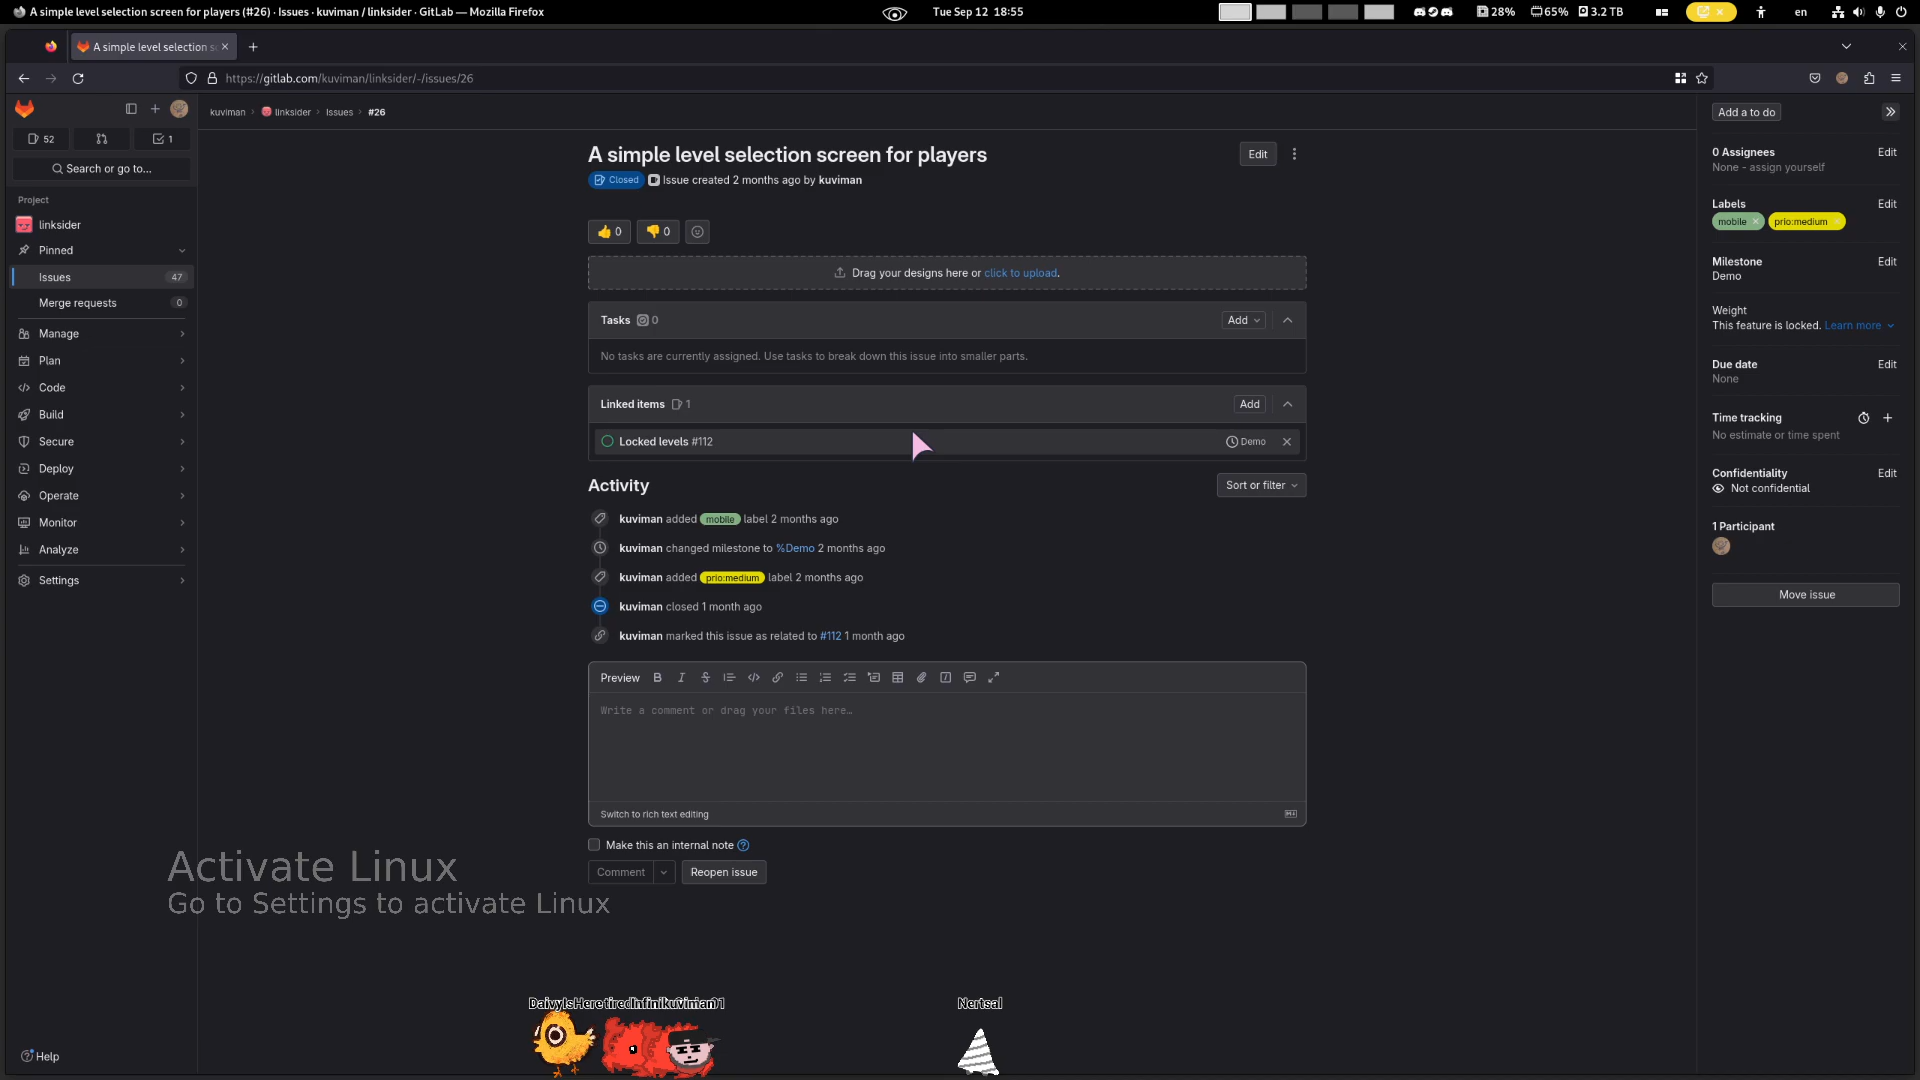 A simple level selection screen for players (#26) · Issues · kuviman / linksider · GitLab — Mozilla Firefox
Tue Sep 12 18:55
28%
65%
3.2 TB
en
A simple level selection s
https://gitlab.com/kuviman/linksider/-/issues/26
52
1
Search or go to...
Project
linksider
Pinned
Issues 47
Merge requests 0
Manage
Plan
Code
Build
Secure
Deploy
Operate
Monitor
Analyze
Settings
Help
kuviman › linksider › Issues › #26
A simple level selection screen for players
Edit
Closed Issue created 2 months ago by kuviman
0
0
Drag your designs here or click to upload.
Tasks 0 Add
No tasks are currently assigned. Use tasks to break down this issue into smaller parts.
Linked items 1 Add
Locked levels #112 Demo
Activity
Sort or filter
kuviman added mobile label 2 months ago
kuviman changed milestone to %Demo 2 months ago
kuviman added prio:medium label 2 months ago
kuviman closed 1 month ago
kuviman marked this issue as related to #112 1 month ago
Preview
Write a comment or drag your files here…
Switch to rich text editing
Make this an internal note
Comment
Reopen issue
Add a to do
0 Assignees Edit
None - assign yourself
Labels Edit
mobile prio:medium
Milestone Edit
Demo
Weight
This feature is locked. Learn more
Due date Edit
None
Time tracking
No estimate or time spent
Confidentiality Edit
Not confidential
1 Participant
Move issue
Activate Linux
Go to Settings to activate Linux
DaivyIsHere
Nertsal